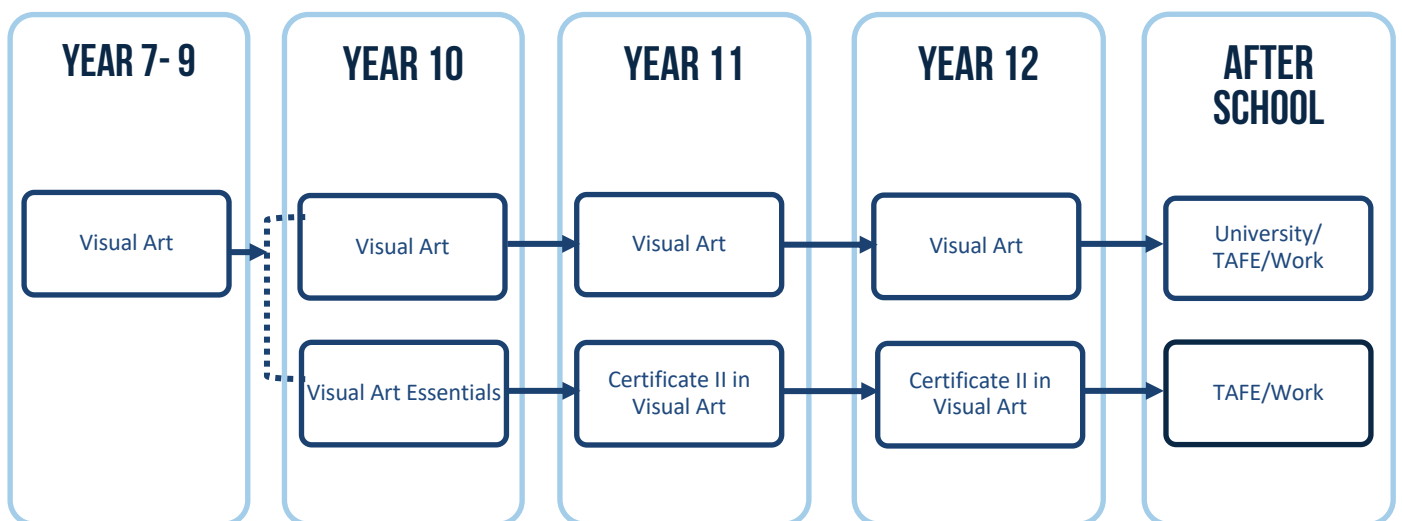 YEAR 7- 9
YEAR 10
YEAR 11
YEAR 12
AFTER
SCHOOL
Visual Art
Visual Art
Visual Art
Visual Art
University/
TAFE/Work
Visual Art Essentials
Certificate II in
Visual Art
Certificate II in
Visual Art
TAFE/Work